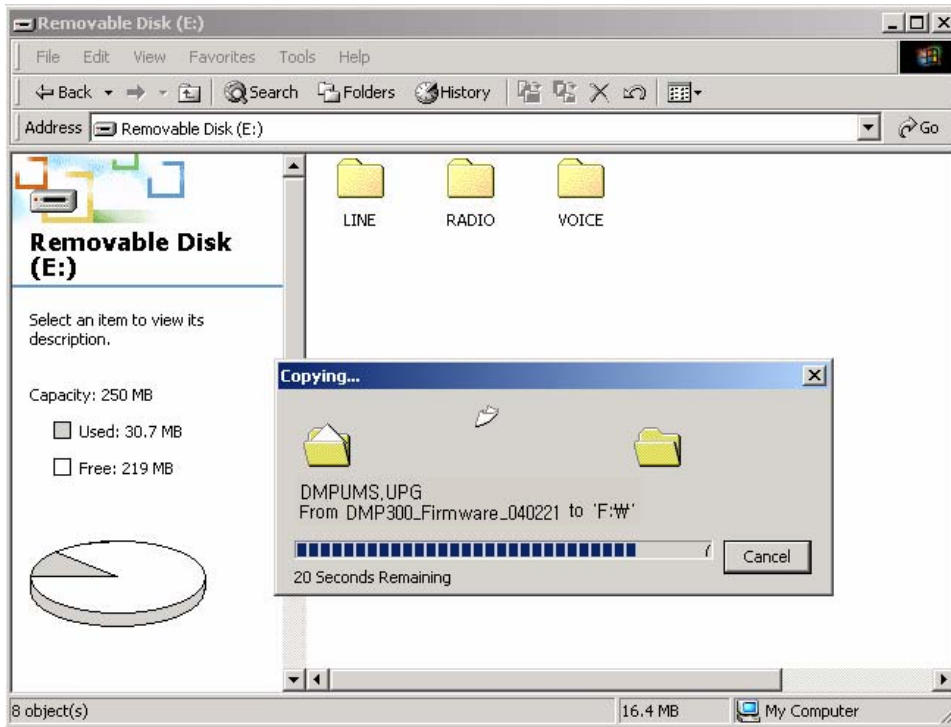 Removable Disk (E:)
File Edit View Favorites Tools Help
Back Search Folders History
Address Removable Disk (E:) Go
LINE RADIO VOICE
Removable Disk (E:)
Select an item to view its
description.
Capacity: 250 MB
Used: 30.7 MB
Free: 219 MB
Copying...
DMPUMS,UPG
From DMP300_Firmware_040221 to 'F:₩'
Cancel
20 Seconds Remaining
8 object(s) 16.4 MB My Computer